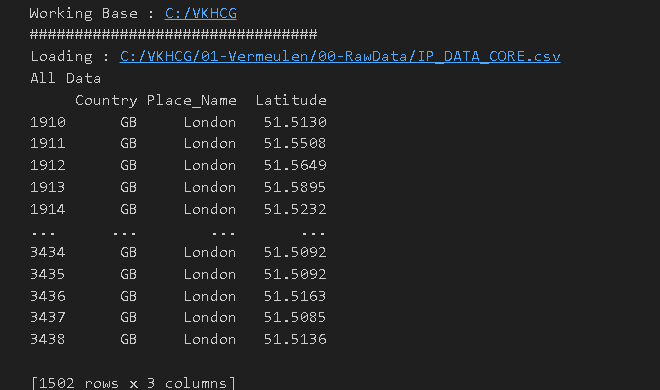 Working Base : C:/VKHCG
################################
Loading : C:/VKHCG/01-Vermeulen/00-RawData/IP_DATA_CORE.csv
All Data
     Country Place_Name  Latitude
1910      GB     London   51.5130
1911      GB     London   51.5508
1912      GB     London   51.5649
1913      GB     London   51.5895
1914      GB     London   51.5232
...      ...        ...       ...
3434      GB     London   51.5092
3435      GB     London   51.5092
3436      GB     London   51.5163
3437      GB     London   51.5085
3438      GB     London   51.5136
[1502 rows x 3 columns]